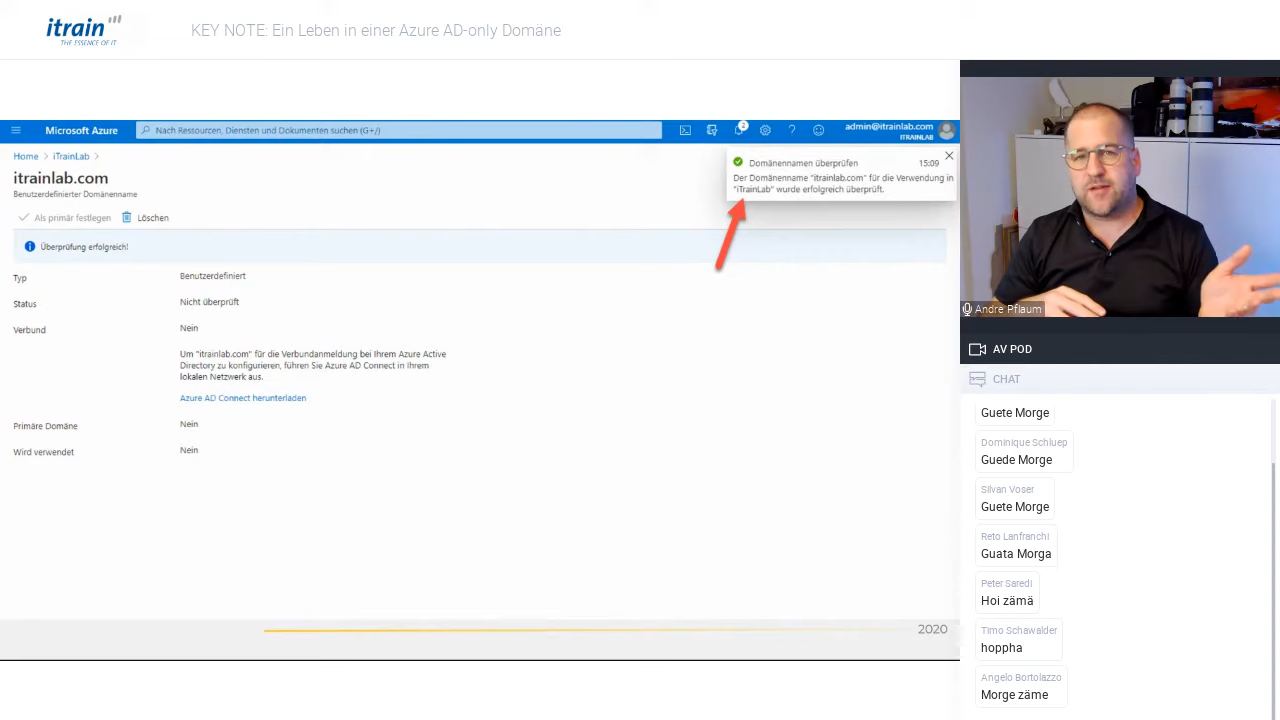 itrain
THE ESSENCE OF IT
KEY NOTE: Ein Leben in einer Azure AD-only Domäne
Microsoft Azure
Nach Ressourcen, Diensten und Dokumenten suchen (G+/)
2
admin@itrainlab.com
ITRAINLAB
Home > iTrainLab >
itrainlab.com
Benutzerdefinierter Domänenname
Als primär festlegen
Löschen
Überprüfung erfolgreich!
Domänennamen überprüfen 15:09
Der Domänenname "itrainlab.com" für die Verwendung in
"iTrainLab" wurde erfolgreich überprüft.
Typ Benutzerdefiniert
Status Nicht überprüft
Verbund Nein
Um "itrainlab.com" für die Verbundanmeldung bei Ihrem Azure Active
Directory zu konfigurieren, führen Sie Azure AD Connect in Ihrem
lokalen Netzwerk aus.
Azure AD Connect herunterladen
Primäre Domäne Nein
Wird verwendet Nein
2020
Andre Pflaum
AV POD
CHAT
Guete Morge
Dominique Schluep
Guede Morge
Silvan Voser
Guete Morge
Reto Lanfranchi
Guata Morga
Peter Saredi
Hoi zämä
Timo Schawalder
hoppha
Angelo Bortolazzo
Morge zäme